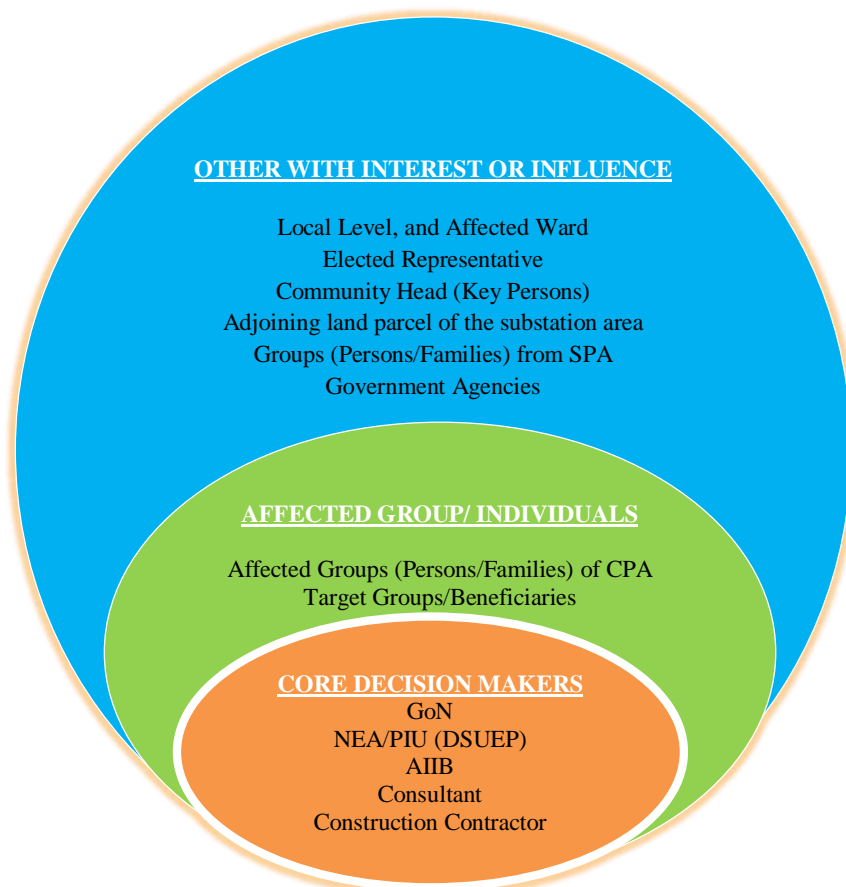 OTHER WITH INTEREST OR INFLUENCE
Local Level, and Affected Ward
Elected Representative
Community Head (Key Persons)
Adjoining land parcel of the substation area
Groups (Persons/Families) from SPA
Government Agencies
AFFECTED GROUP/ INDIVIDUALS
Affected Groups (Persons/Families) of CPA
Target Groups/Beneficiaries
CORE DECISION MAKERS
GoN
NEA/PIU (DSUEP)
AIIB
Consultant
Construction Contractor